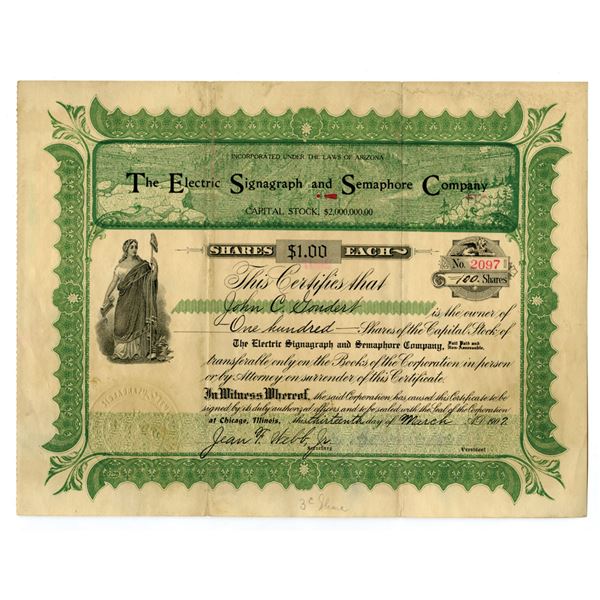 INCORPORATED UNDER THE LAWS OF ARIZONA
The Electric Signagraph and Semaphore Company
CAPITAL STOCK, $2,000,000.00
SHARES $1.00 EACH
No. 2097
100 Shares
This Certifies that
John C. Gondert is the owner of
One hundred Shares of the Capital Stock of
The Electric Signagraph and Semaphore Company, Full Paid and Non-Assessable,
transferable only on the Books of the Corporation in person
or by Attorney on surrender of this Certificate.
In Witness Whereof, the said Corporation has caused this Certificate to be
signed by its duly authorized officers and to be sealed with the Seal of the Corporation
at Chicago, Illinois, this thirteenth day of March A.D. 190
Jean F. Webb, Jr.
Secretary President
3c Share